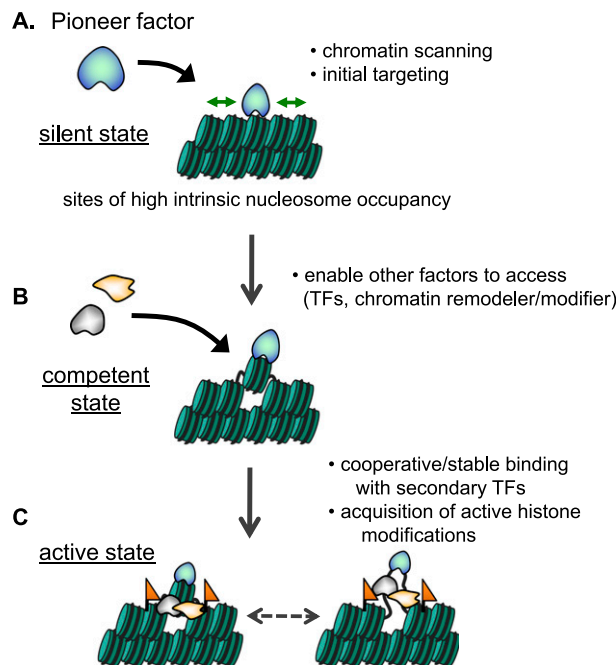 A. Pioneer factor
• chromatin scanning
• initial targeting
silent state
sites of high intrinsic nucleosome occupancy
• enable other factors to access
(TFs, chromatin remodeler/modifier)
B
competent
state
• cooperative/stable binding
with secondary TFs
• acquisition of active histone
modifications
C
active state